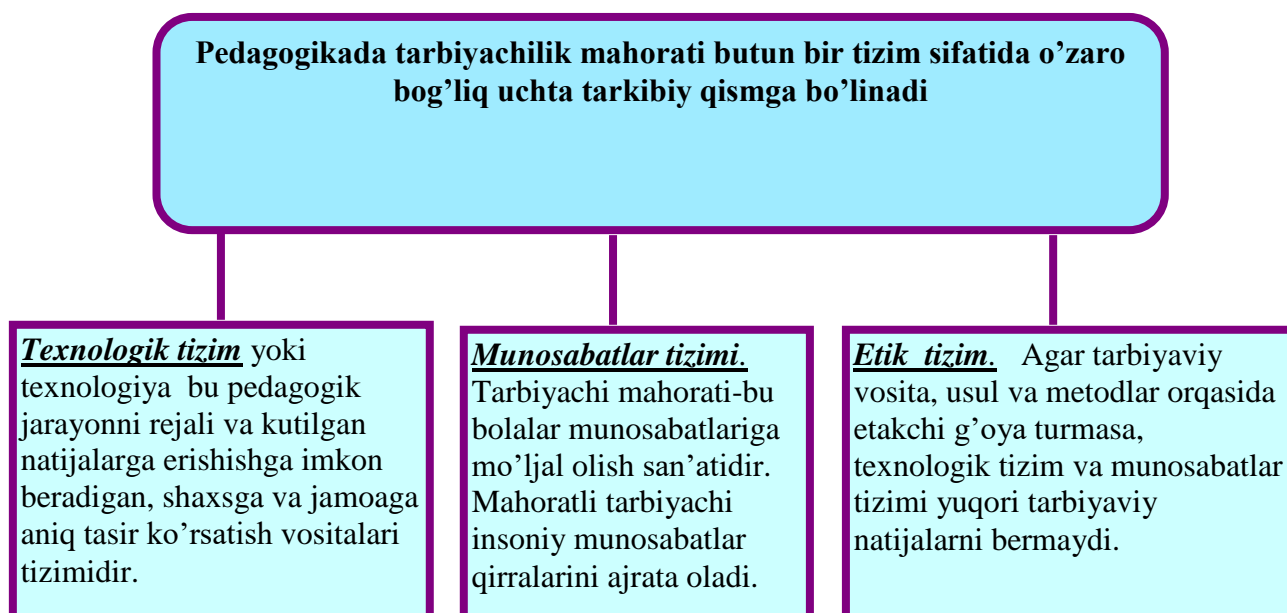 Pedagogikada tarbiyachilik mahorati butun bir tizim sifatida o’zaro
bog’liq uchta tarkibiy qismga bo’linadi
Texnologik tizim yoki
texnologiya bu pedagogik
jarayonni rejali va kutilgan
natijalarga erishishga imkon
beradigan, shaxsga va jamoaga
aniq tasir ko’rsatish vositalari
tizimidir.
Munosabatlar tizimi.
Tarbiyachi mahorati-bu
bolalar munosabatlariga
mo’ljal olish san’atidir.
Mahoratli tarbiyachi
insoniy munosabatlar
qirralarini ajrata oladi.
Etik tizim. Agar tarbiyaviy
vosita, usul va metodlar orqasida
etakchi g’oya turmasa,
texnologik tizim va munosabatlar
tizimi yuqori tarbiyaviy
natijalarni bermaydi.